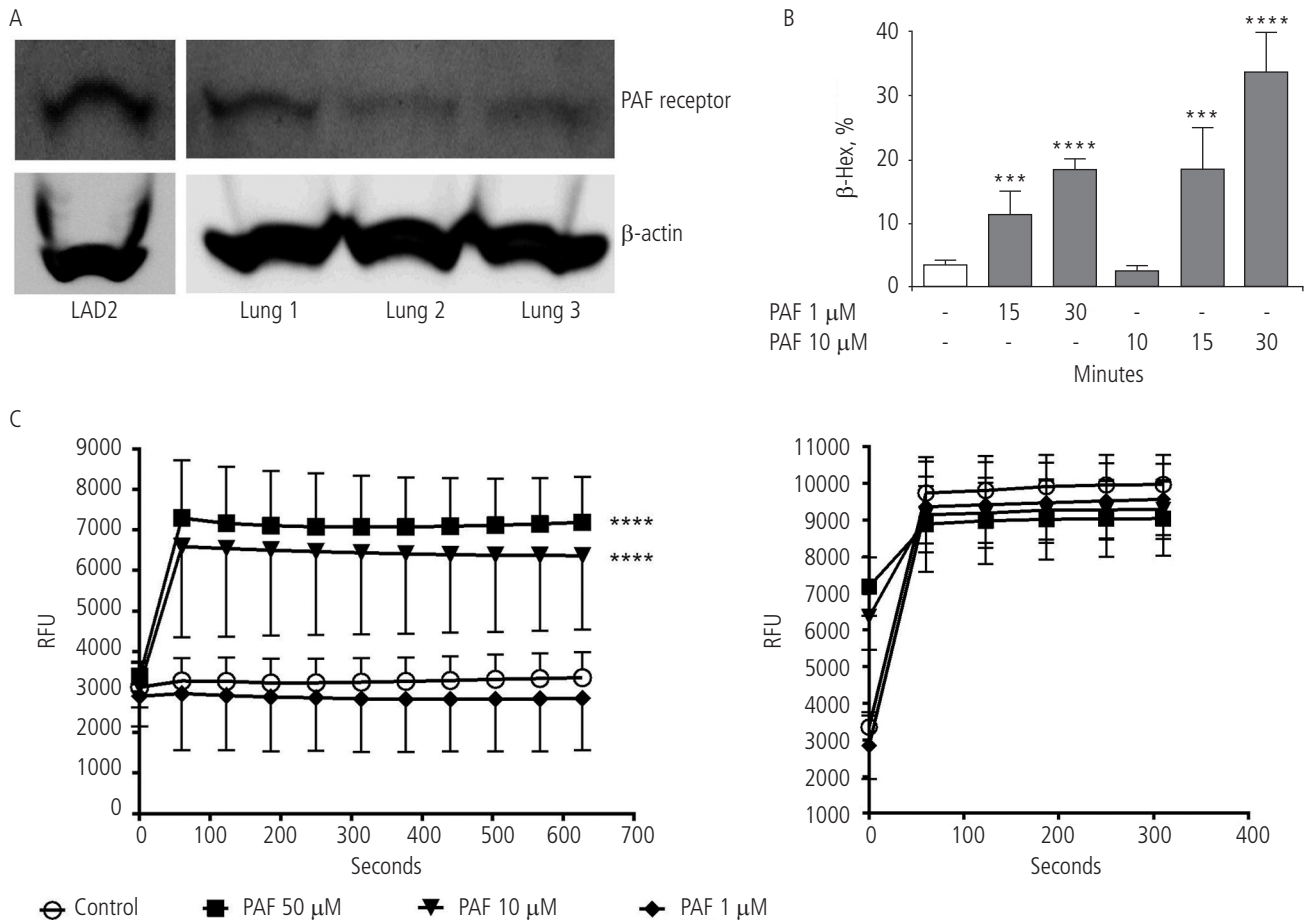 A
PAF receptor
β-actin
LAD2 Lung 1 Lung 2 Lung 3
B
β-Hex, %
40
30
20
10
0
*** **** *** ****
PAF 1 μM - 15 30 - - -
PAF 10 μM - - - 10 15 30
Minutes
C
RFU
9000
8000
7000
6000
5000
4000
3000
2000
1000
0
****
****
0 100 200 300 400 500 600 700
Seconds
RFU
11000
10000
9000
8000
7000
6000
5000
4000
3000
2000
1000
0 100 200 300 400
Seconds
Control PAF 50 μM PAF 10 μM PAF 1 μM